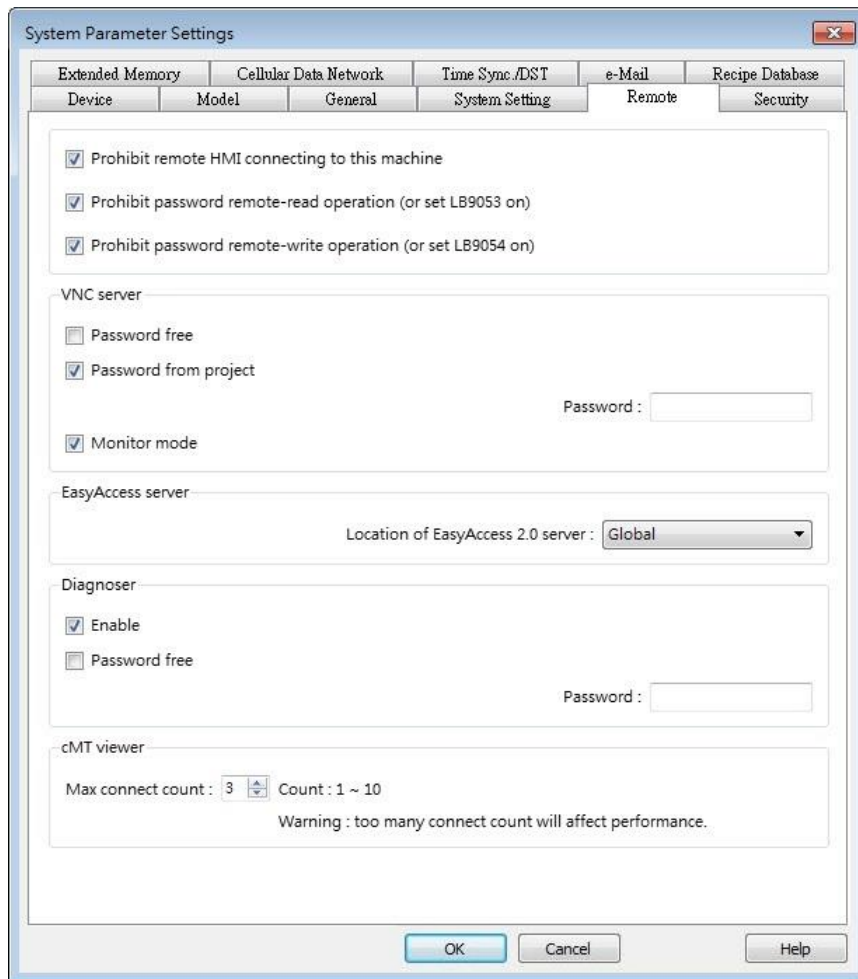 System Parameter Settings
Extended Memory Cellular Data Network Time Sync./DST e-Mail Recipe Database
Device Model General System Setting Remote Security
Prohibit remote HMI connecting to this machine
Prohibit password remote-read operation (or set LB9053 on)
Prohibit password remote-write operation (or set LB9054 on)
VNC server
Password free
Password from project
Password :
Monitor mode
EasyAccess server
Location of EasyAccess 2.0 server : Global
Diagnoser
Enable
Password free
Password :
cMT viewer
Max connect count : 3 Count : 1 ~ 10
Warning : too many connect count will affect performance.
OK Cancel Help